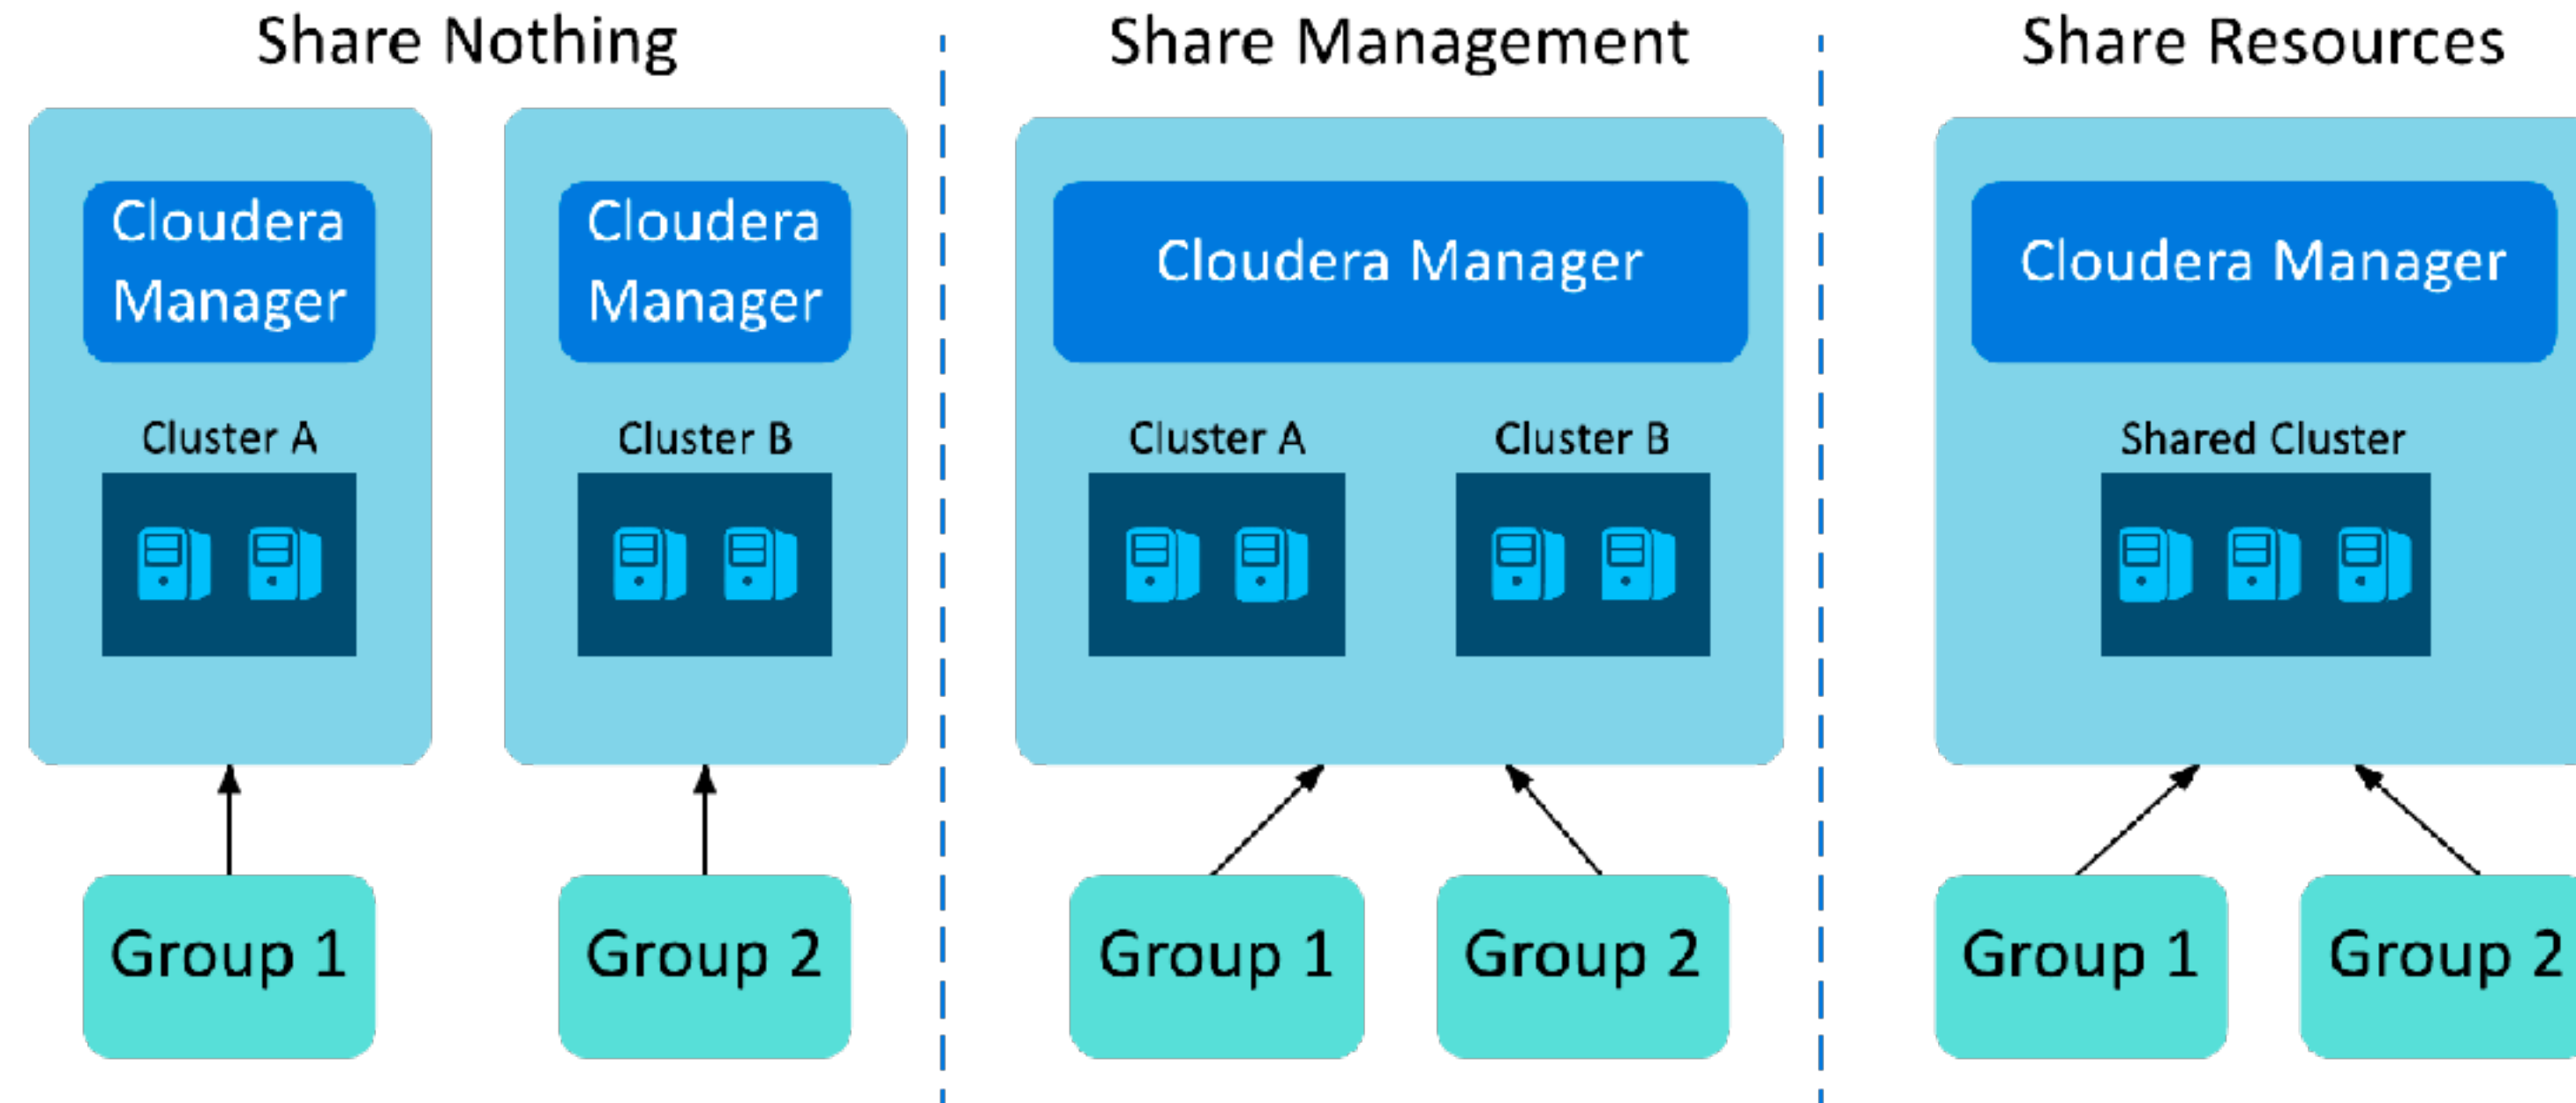 Share Nothing
Cloudera
Manager
Cluster A
Group 1
Cloudera
Manager
Cluster B
Group 2
Share Management
Cloudera Manager
Cluster A
Cluster B
Group 1
Group 2
Share Resources
Cloudera Manager
Shared Cluster
Group 1
Group 2